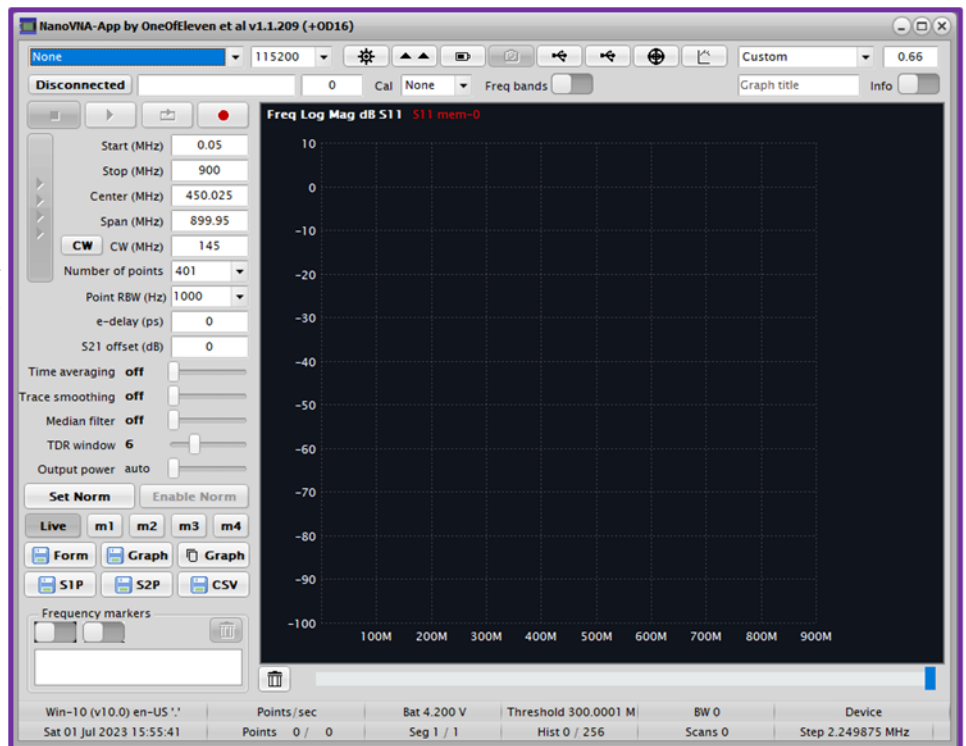 NanoVNA-App by OneOfEleven et al v1.1.209 (+OD16)
None 115200 Custom 0.66
Disconnected 0 Cal None Freq bands Graph title Info
Freq Log Mag dB S11 S11 mem-0
Start (MHz) 0.05
Stop (MHz) 900
Center (MHz) 450.025
Span (MHz) 899.95
CW CW (MHz) 145
Number of points 401
Point RBW (Hz) 1000
e-delay (ps) 0
S21 offset (dB) 0
Time averaging off
Trace smoothing off
Median filter off
TDR window 6
Output power auto
Set Norm Enable Norm
Live m1 m2 m3 m4
Form Graph Graph
S1P S2P CSV
Frequency markers
10
0
-10
-20
-30
-40
-50
-60
-70
-80
-90
-100
100M 200M 300M 400M 500M 600M 700M 800M 900M
Win-10 (v10.0) en-US '.' Points/sec Bat 4.200 V Threshold 300.0001 M BW 0 Device
Sat 01 Jul 2023 15:55:41 Points 0 / 0 Seg 1 / 1 Hist 0 / 256 Scans 0 Step 2.249875 MHz